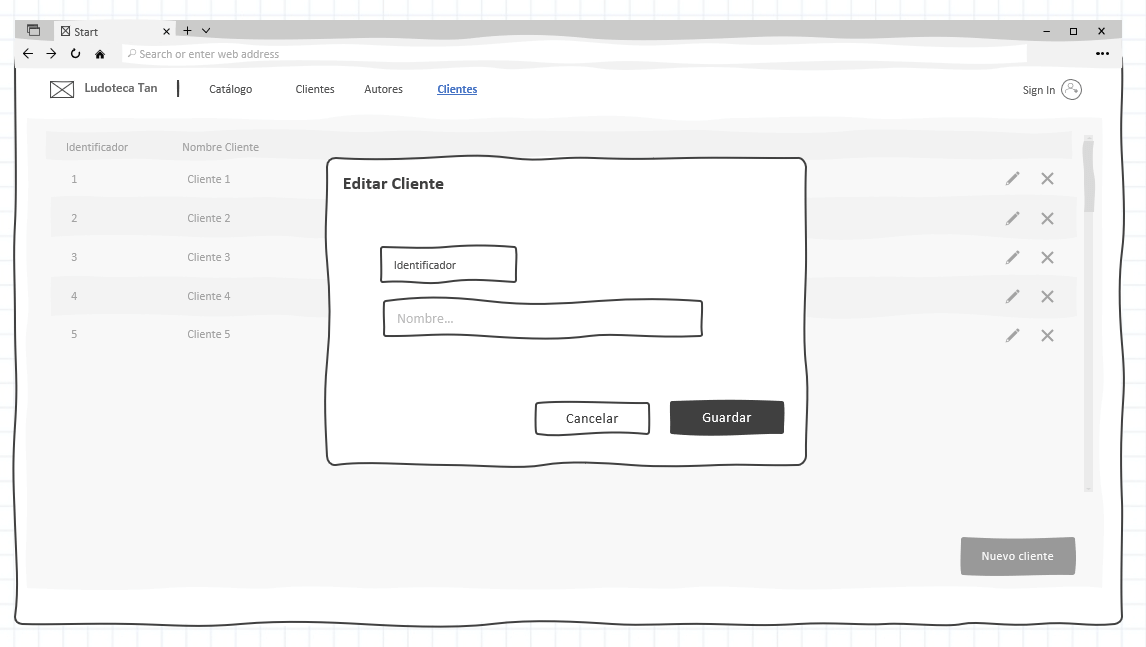 Start
Search or enter web address
Ludoteca Tan
Catálogo
Clientes
Autores
Clientes
Sign In
Identificador
Nombre Cliente
1
Cliente 1
2
Cliente 2
3
Cliente 3
4
Cliente 4
5
Cliente 5
Editar Cliente
Identificador
Nombre...
Cancelar
Guardar
Nuevo cliente